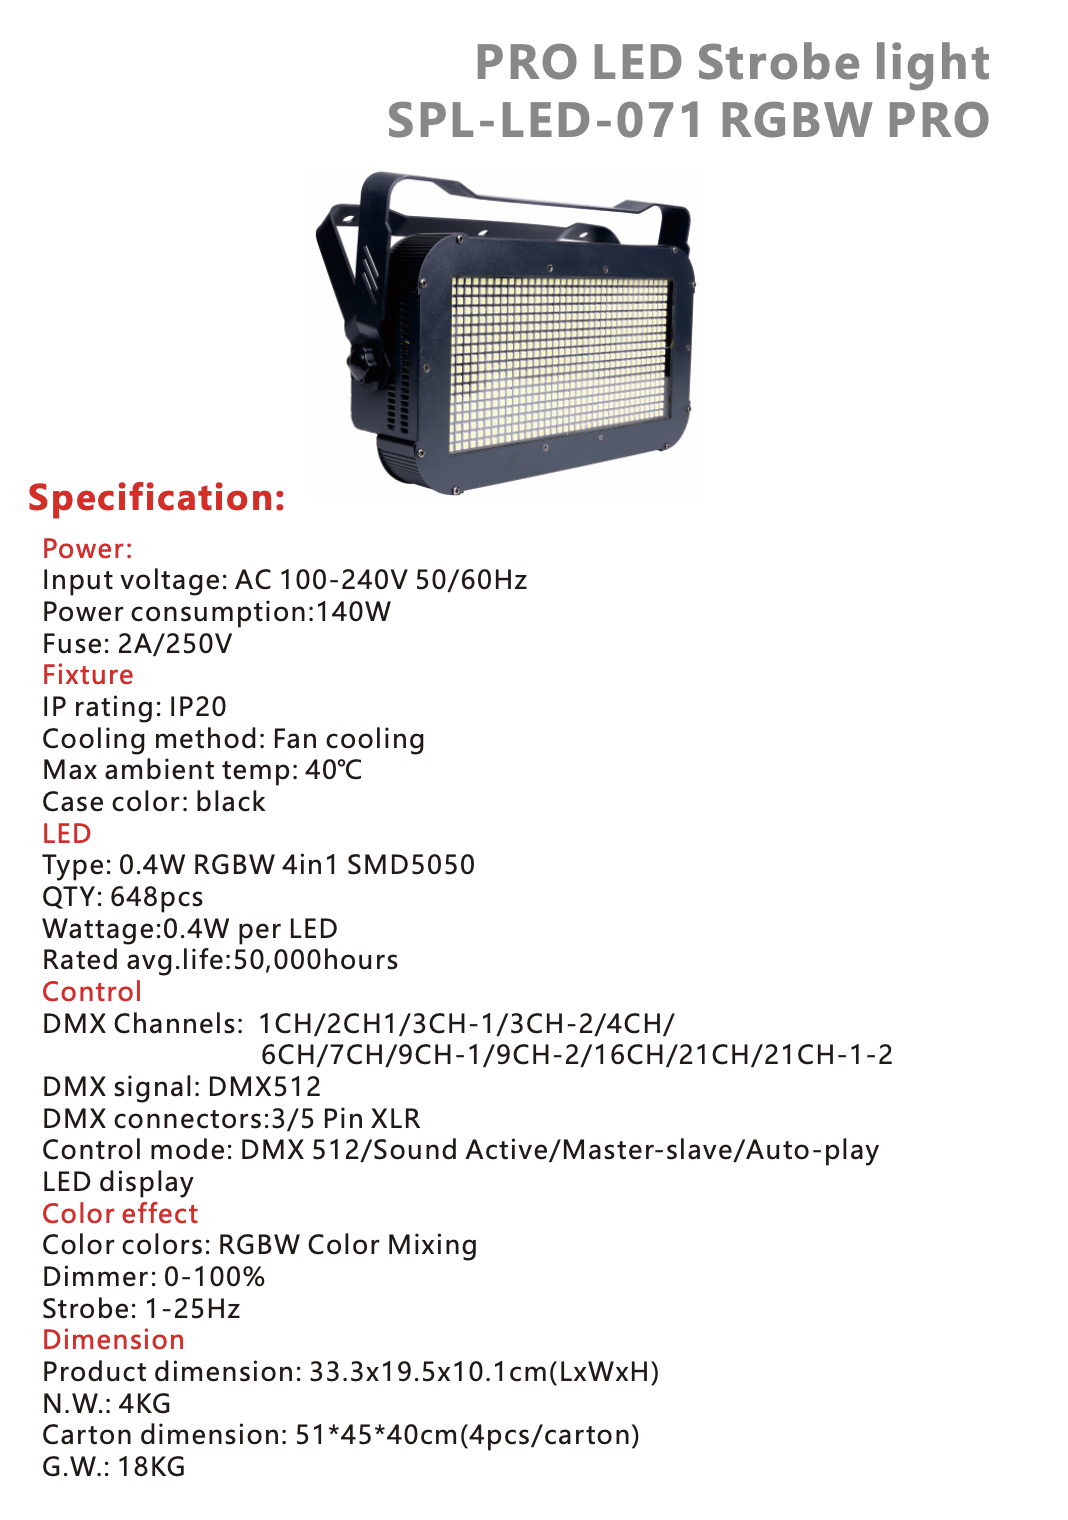 PRO LED Strobe light
SPL-LED-071 RGBW PRO
Specification:
Power:
Input voltage: AC 100-240V 50/60Hz
Power consumption:140W
Fuse: 2A/250V
Fixture
IP rating: IP20
Cooling method: Fan cooling
Max ambient temp: 40℃
Case color: black
LED
Type: 0.4W RGBW 4in1 SMD5050
QTY: 648pcs
Wattage:0.4W per LED
Rated avg.life:50,000hours
Control
DMX Channels: 1CH/2CH1/3CH-1/3CH-2/4CH/
6CH/7CH/9CH-1/9CH-2/16CH/21CH/21CH-1-2
DMX signal: DMX512
DMX connectors:3/5 Pin XLR
Control mode: DMX 512/Sound Active/Master-slave/Auto-play
LED display
Color effect
Color colors: RGBW Color Mixing
Dimmer: 0-100%
Strobe: 1-25Hz
Dimension
Product dimension: 33.3x19.5x10.1cm(LxWxH)
N.W.: 4KG
Carton dimension: 51*45*40cm(4pcs/carton)
G.W.: 18KG